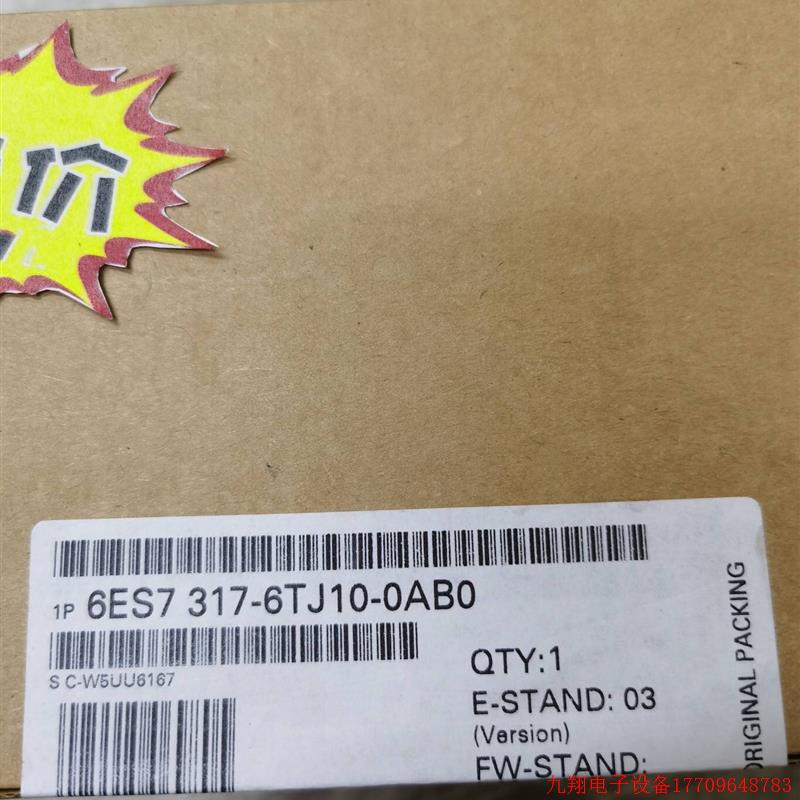 价
1P 6ES7 317-6TJ10-0AB0
S C-W5UU6167
QTY:1
E-STAND: 03
(Version)
FW-STAND:
ORIGINAL PACKING
九翔电子设备17709648783